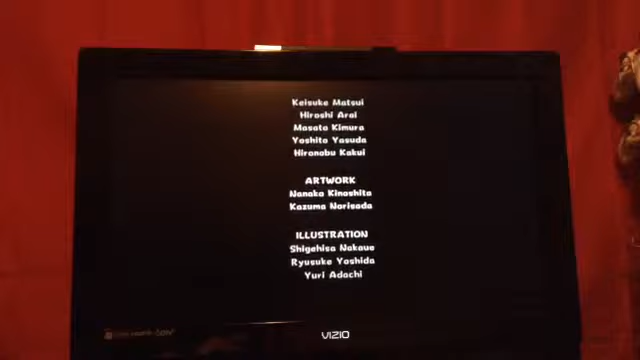 Keisuke Matsui
Hiroshi Arai
Masato Kimura
Yoshito Yasuda
Hironobu Kakui
ARTWORK
Nanako Kinoshita
Kazuma Norisada
ILLUSTRATION
Shigehisa Nakaue
Ryusuke Yoshida
Yuri Adachi
VIZIO